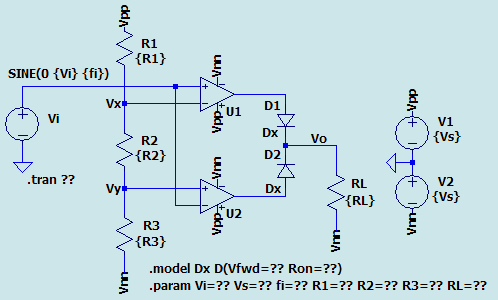 Vpp
R1
{R1}
SINE(0 {Vi} {fi})
Vnn
Vx
Vpp
U1
D1
Dx
Vi
R2
{R2}
Vo
D2
Dx
Vpp
V1
{Vs}
.tran ??
Vy
Vnn
Vpp
U2
RL
{RL}
V2
{Vs}
R3
{R3}
Vnn
Vnn
Vnn
.model Dx D(Vfwd=?? Ron=??)
.param Vi=?? Vs=?? fi=?? R1=?? R2=?? R3=?? RL=??